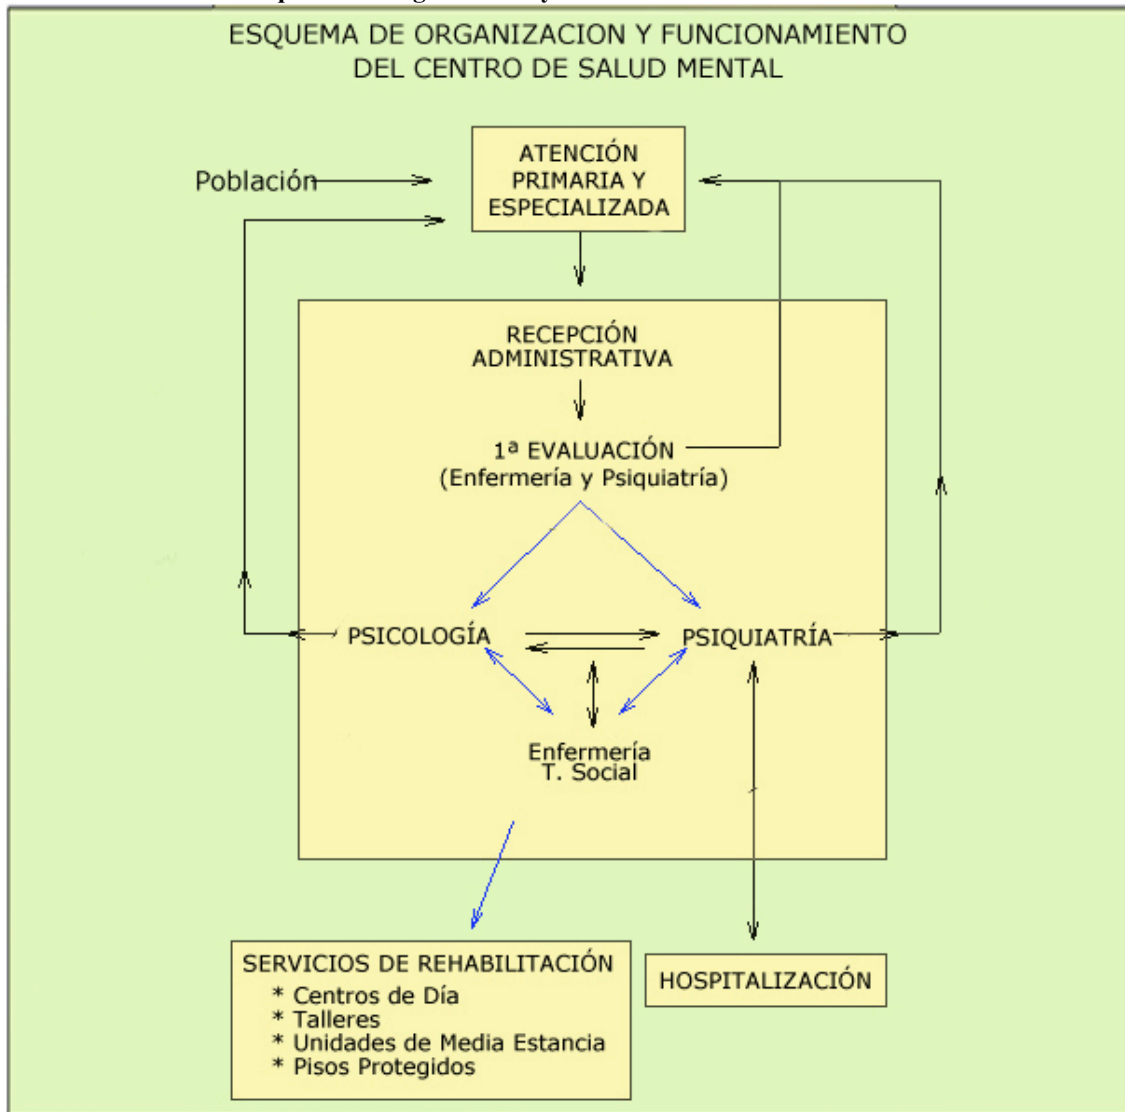 ESQUEMA DE ORGANIZACION Y FUNCIONAMIENTO
DEL CENTRO DE SALUD MENTAL
ATENCIÓN
PRIMARIA Y
ESPECIALIZADA
Población
RECEPCIÓN
ADMINISTRATIVA
1ª EVALUACIÓN
(Enfermería y Psiquiatría)
PSICOLOGÍA
PSIQUIATRÍA
Enfermería
T. Social
SERVICIOS DE REHABILITACIÓN
* Centros de Día
* Talleres
* Unidades de Media Estancia
* Pisos Protegidos
HOSPITALIZACIÓN